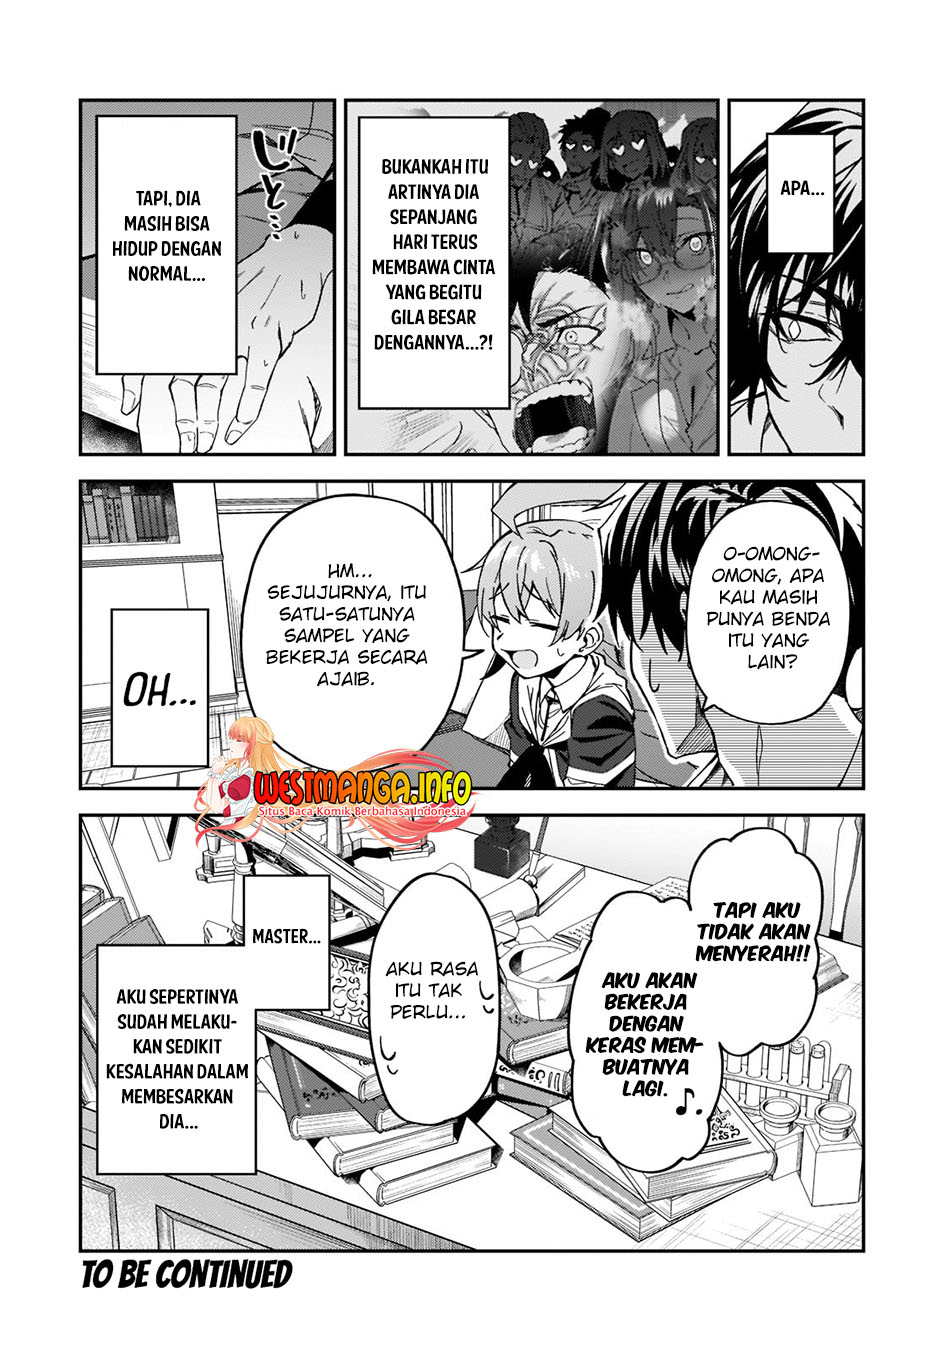 APA...
BUKANKAH ITU
ARTINYA DIA
SEPANJANG
HARI TERUS
MEMBAWA CINTA
YANG BEGITU
GILA BESAR
DENGANNYA...?!
じと…
TAPI, DIA
MASIH BISA
HIDUP DENGAN
NORMAL...
O-OMONG-
OMONG, APA
KAU MASIH
PUNYA BENDA
ITU YANG
LAIN?
HM...
SEJUJURNYA, ITU
SATU-SATUNYA
SAMPEL YANG
BEKERJA SECARA
AJAIB.
OH...
WESTMANGA.INFO
Situs Baca Komik Berbahasa Indonesia
TAPI AKU
TIDAK AKAN
MENYERAH!!
AKU AKAN
BEKERJA
DENGAN
KERAS MEM-
BUATNYA
LAGI.
♪.
AKU RASA
ITU TAK
PERLU...
MASTER...
AKU SEPERTINYA
SUDAH MELAKU-
KAN SEDIKIT
KESALAHAN DALAM
MEMBESARKAN
DIA...
TO BE CONTINUED